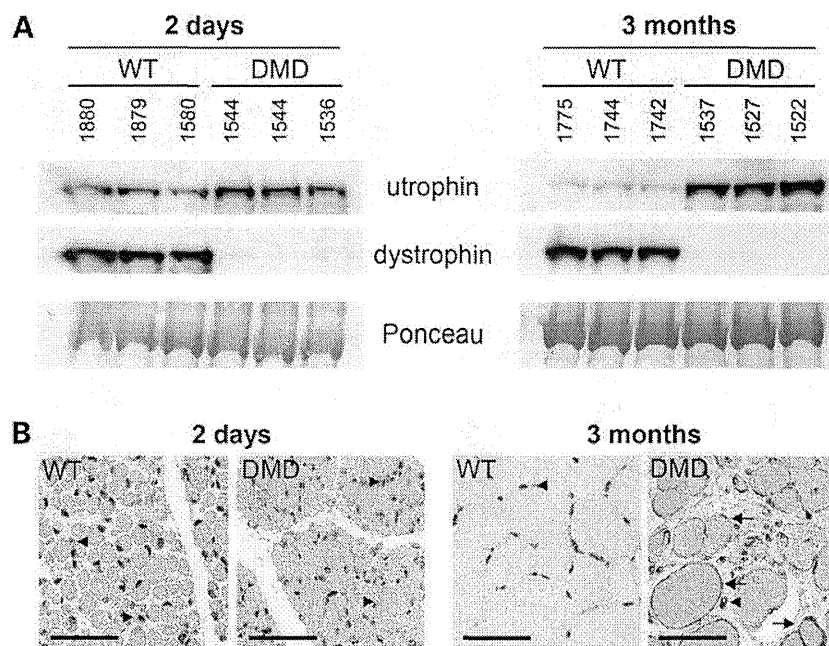 A 2 days 3 months
WT DMD WT DMD
1880 1879 1580 1544 1544 1536 1775 1744 1742 1537 1527 1522
utrophin
dystrophin
Ponceau
B 2 days 3 months
WT DMD WT DMD